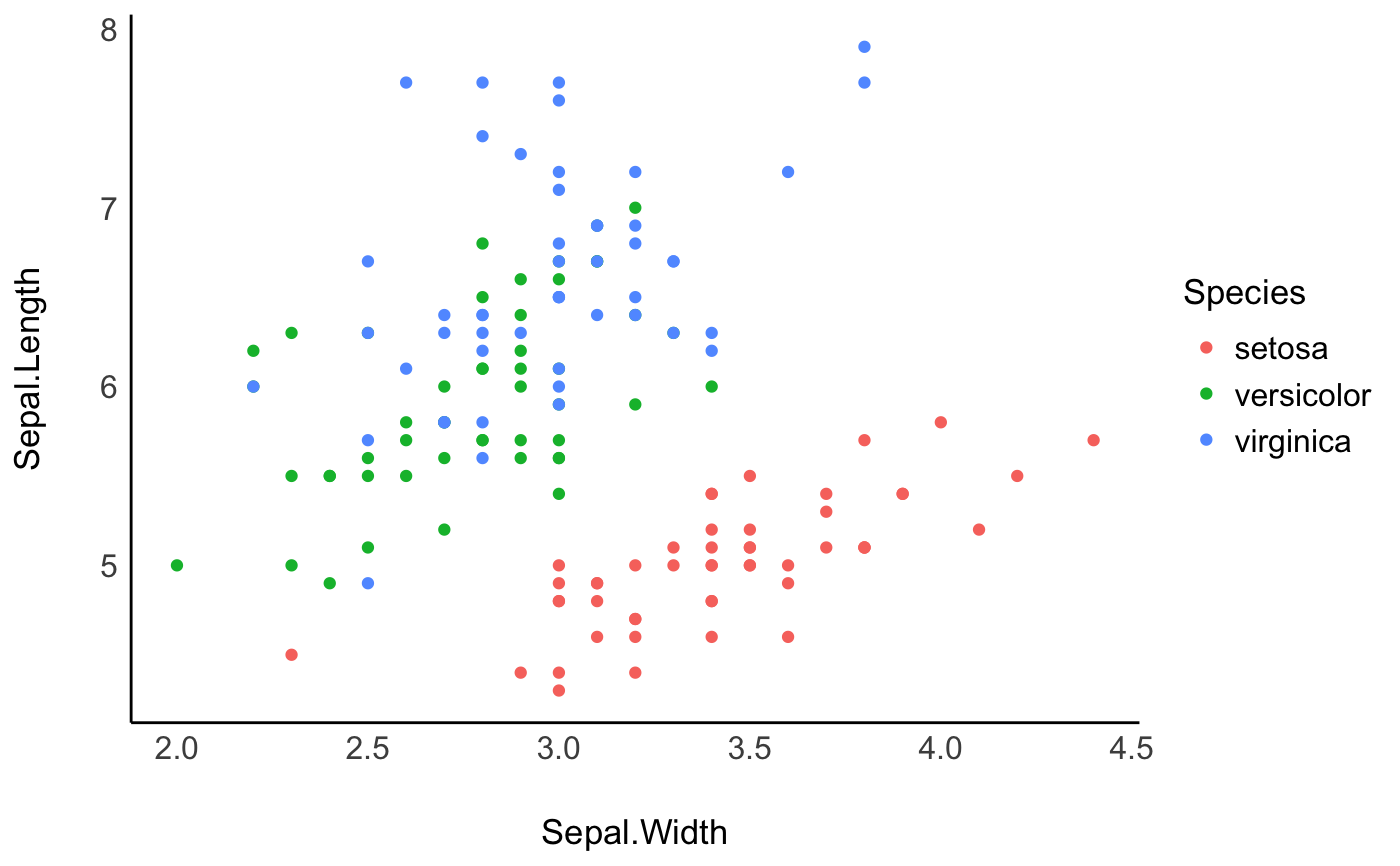 8
7
6
5
Sepal.Length
2.0 2.5 3.0 3.5 4.0 4.5
Sepal.Width
Species
setosa
versicolor
virginica